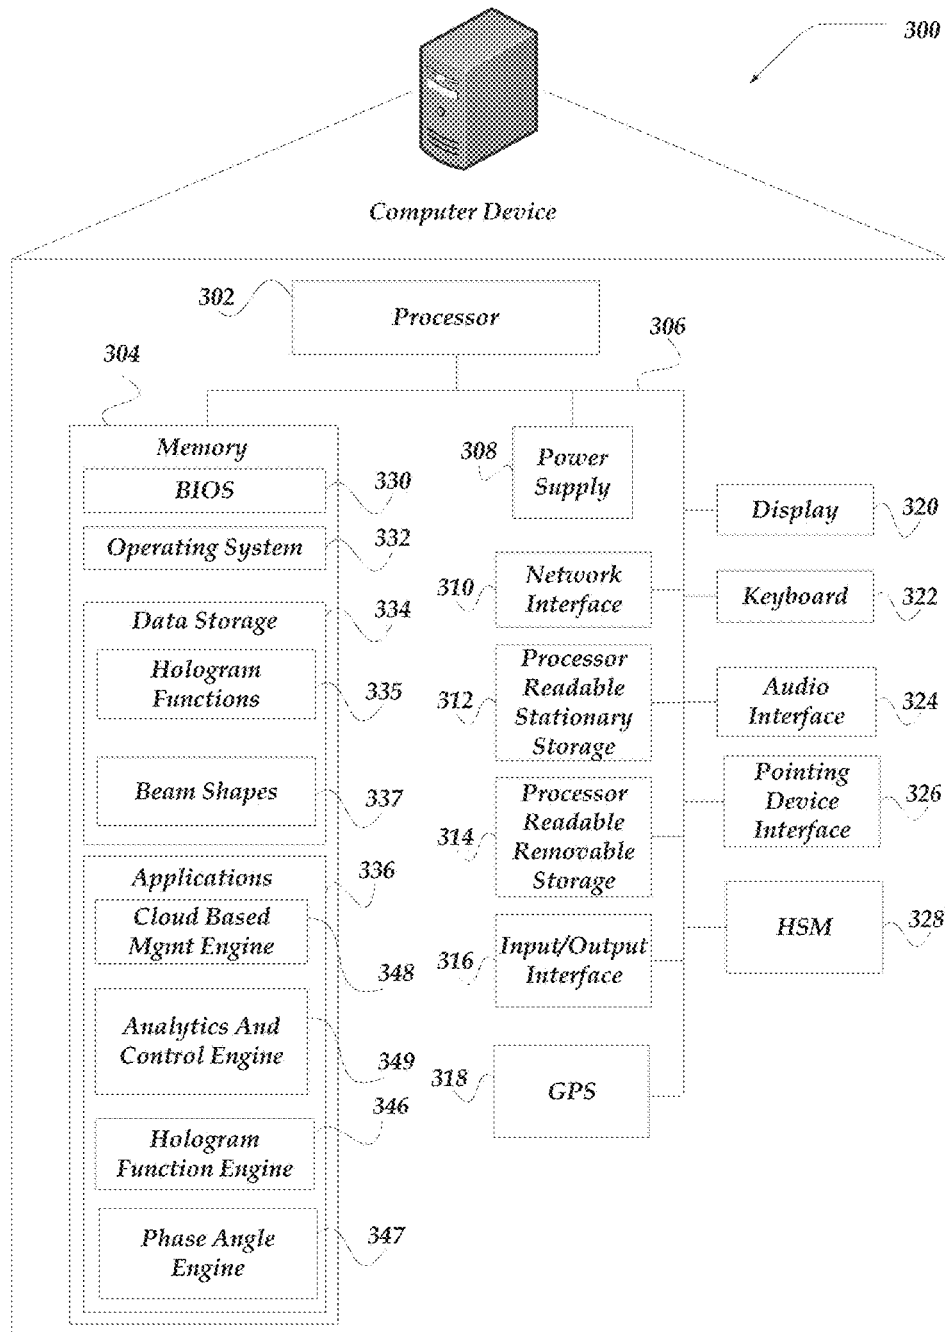 300
Computer Device
302
Processor
306
304
Memory
BIOS
330
Operating System
332
Data Storage
334
Hologram
Functions
335
Beam Shapes
337
Applications
336
Cloud Based
Mgmt Engine
348
Analytics And
Control Engine
349
346
Hologram
Function Engine
Phase Angle
Engine
347
308
Power
Supply
310
Network
Interface
312
Processor
Readable
Stationary
Storage
314
Processor
Readable
Removable
Storage
316
Input/Output
Interface
318
GPS
Display
320
Keyboard
322
Audio
Interface
324
Pointing
Device
Interface
326
HSM
328